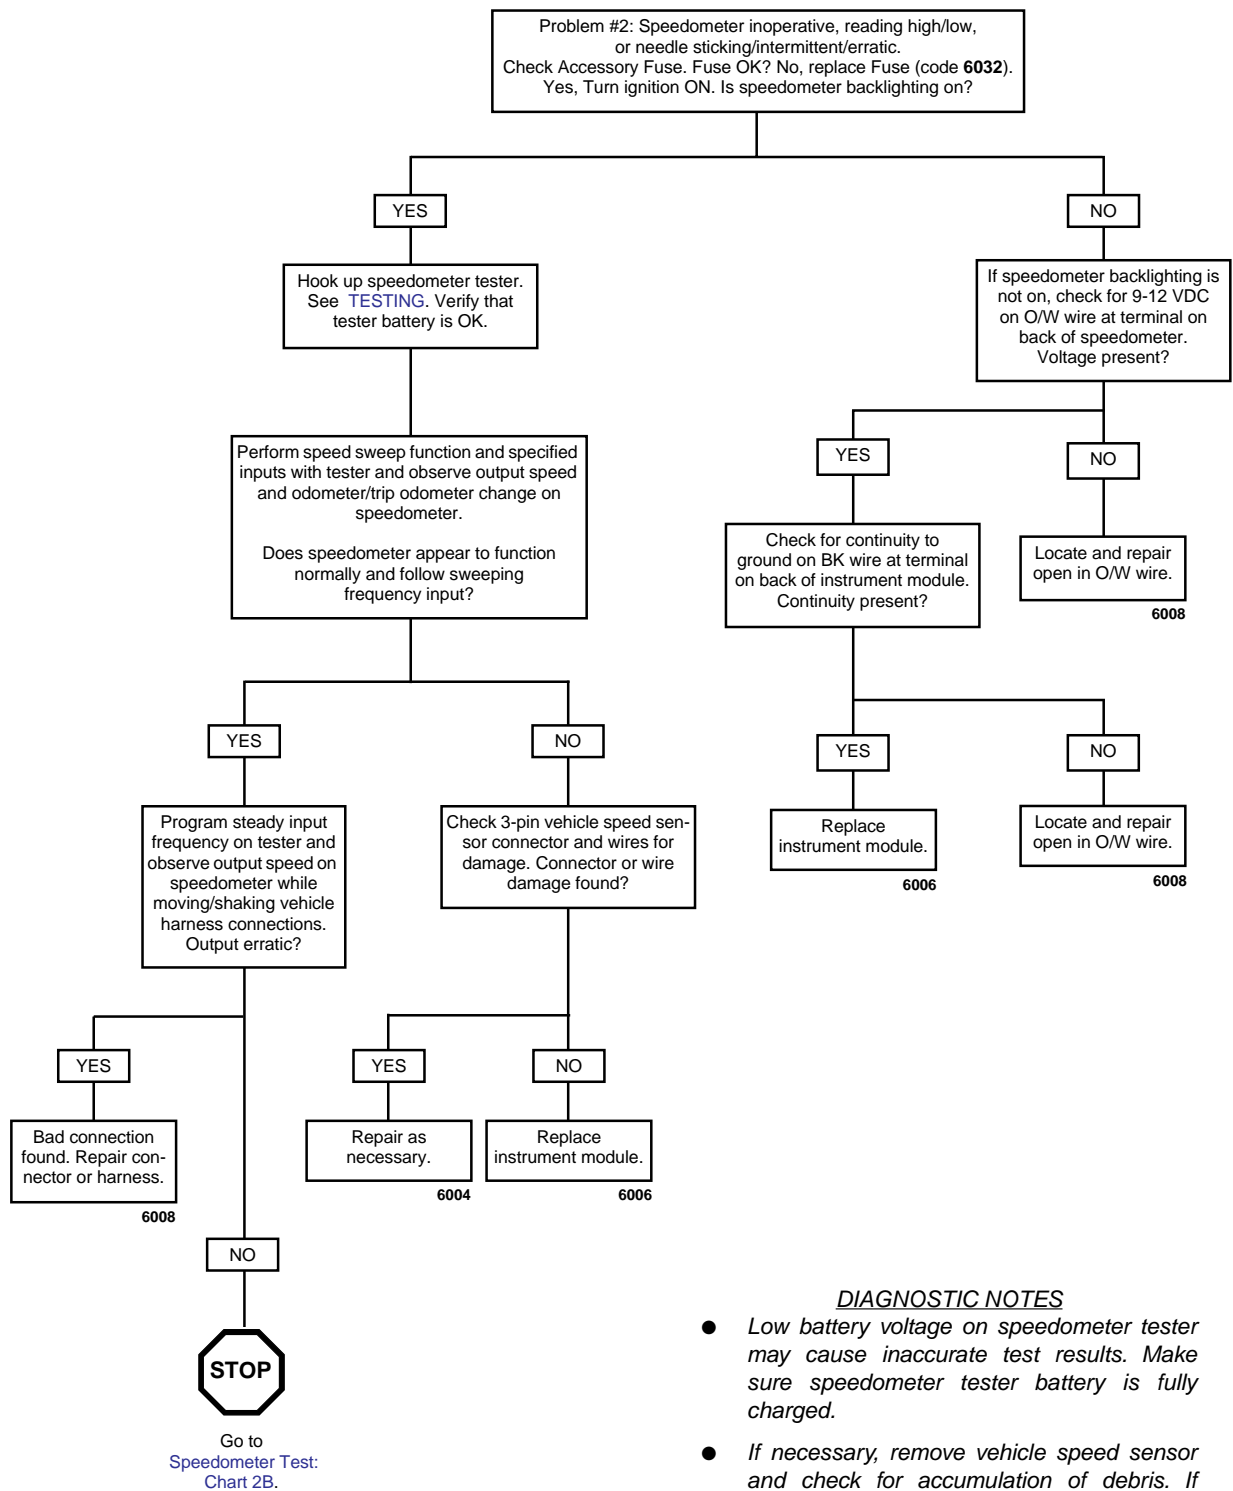 Problem #2: Speedometer inoperative, reading high/low,
or needle sticking/intermittent/erratic.
Check Accessory Fuse. Fuse OK? No, replace Fuse (code 6032).
Yes, Turn ignition ON. Is speedometer backlighting on?
YES
NO
Hook up speedometer tester.
See TESTING. Verify that
tester battery is OK.
If speedometer backlighting is
not on, check for 9-12 VDC
on O/W wire at terminal on
back of speedometer.
Voltage present?
Perform speed sweep function and specified
inputs with tester and observe output speed
and odometer/trip odometer change on
speedometer.
Does speedometer appear to function
normally and follow sweeping
frequency input?
YES
NO
Check for continuity to
ground on BK wire at terminal
on back of instrument module.
Continuity present?
Locate and repair
open in O/W wire.
6008
YES
NO
YES
NO
Program steady input
frequency on tester and
observe output speed on
speedometer while
moving/shaking vehicle
harness connections.
Output erratic?
Check 3-pin vehicle speed sen-
sor connector and wires for
damage. Connector or wire
damage found?
Replace
instrument module.
6006
Locate and repair
open in O/W wire.
6008
YES
YES
NO
Bad connection
found. Repair con-
nector or harness.
6008
Repair as
necessary.
6004
Replace
instrument module.
6006
NO
STOP
Go to
Speedometer Test:
Chart 2B.
DIAGNOSTIC NOTES
● Low battery voltage on speedometer tester
may cause inaccurate test results. Make
sure speedometer tester battery is fully
charged.
● If necessary, remove vehicle speed sensor
and check for accumulation of debris. If